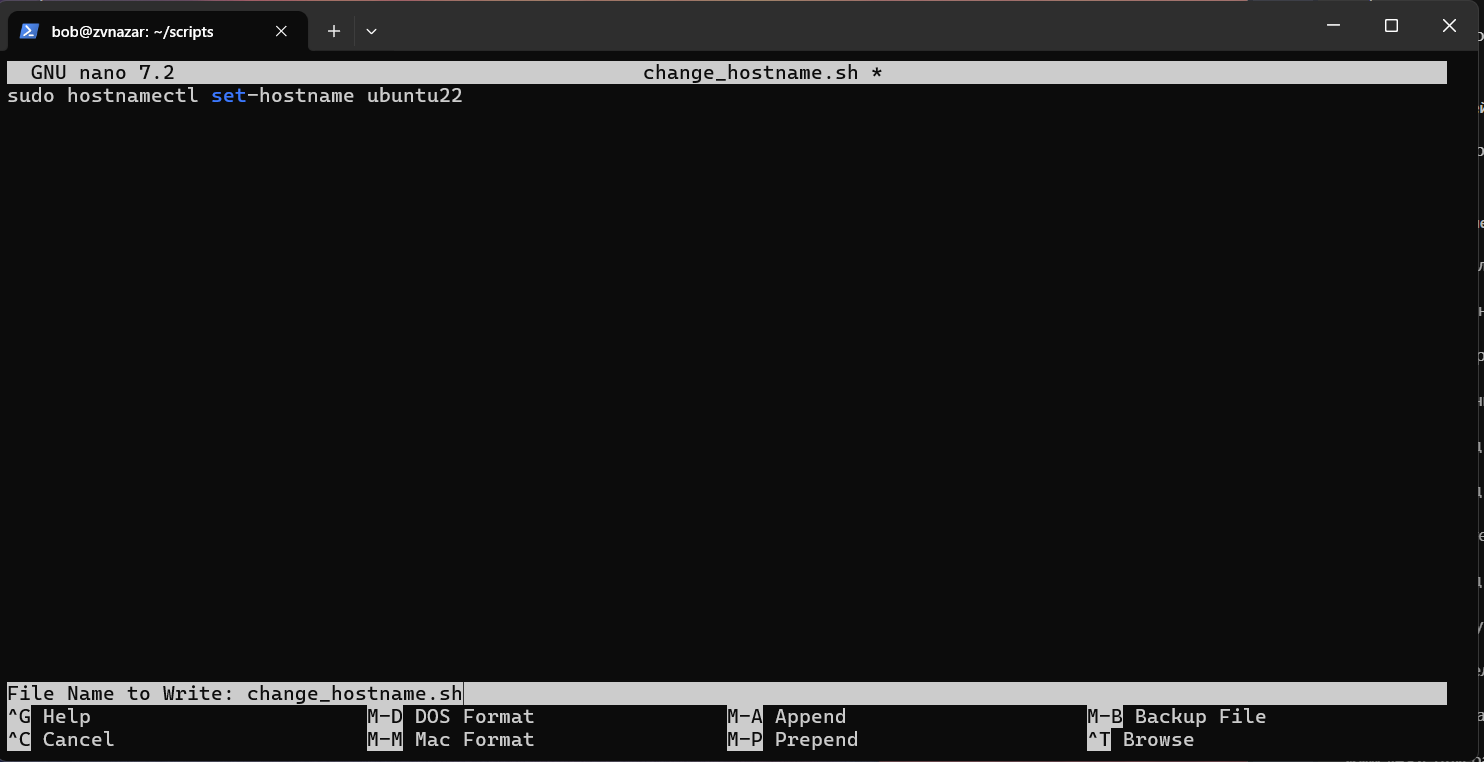 bob@zvnazar: ~/scripts
GNU nano 7.2 change_hostname.sh *
sudo hostnamectl set-hostname ubuntu22
File Name to Write: change_hostname.sh
^G Help M-D DOS Format M-A Append M-B Backup File
^C Cancel M-M Mac Format M-P Prepend ^T Browse